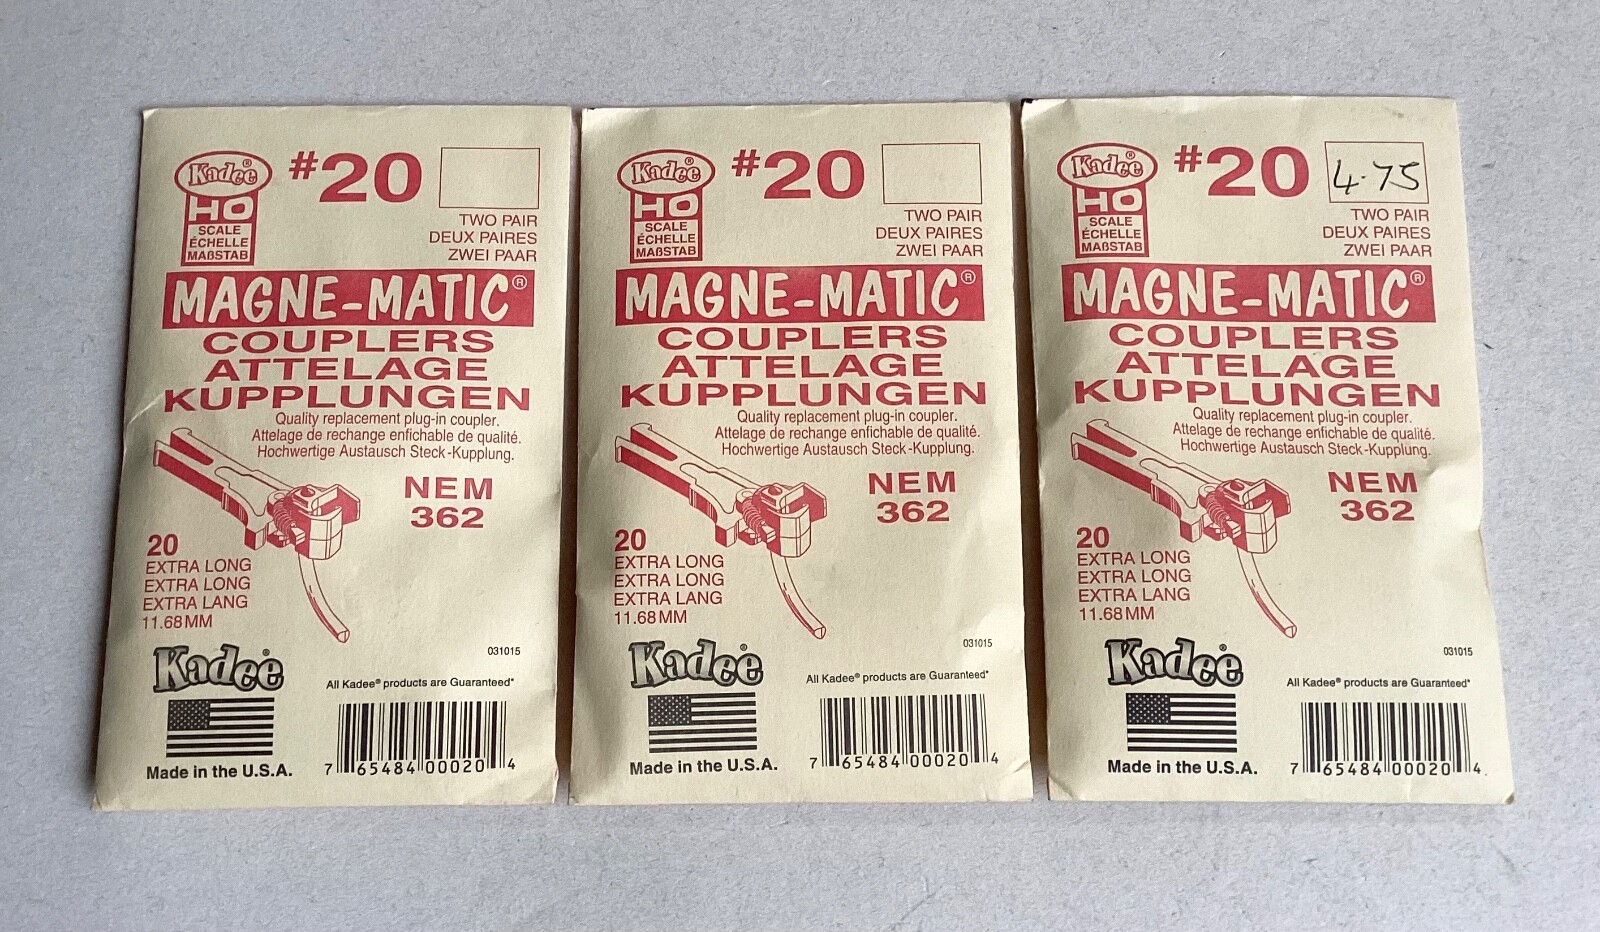 Kadee®
#20
HO
SCALE
ÉCHELLE
MAßSTAB
TWO PAIR
DEUX PAIRES
ZWEI PAAR
MAGNE-MATIC®
COUPLERS
ATTELAGE
KUPPLUNGEN
Quality replacement plug-in coupler.
Attelage de rechange enfichable de qualité.
Hochwertige Austausch Steck-Kupplung.
NEM
362
20
EXTRA LONG
EXTRA LONG
EXTRA LANG
11.68MM
031015
Kadee®
All Kadee® products are Guaranteed*
Made in the U.S.A.
7 65484 00020 4
Kadee®
#20
HO
SCALE
ÉCHELLE
MAßSTAB
TWO PAIR
DEUX PAIRES
ZWEI PAAR
MAGNE-MATIC®
COUPLERS
ATTELAGE
KUPPLUNGEN
Quality replacement plug-in coupler.
Attelage de rechange enfichable de qualité.
Hochwertige Austausch Steck-Kupplung.
NEM
362
20
EXTRA LONG
EXTRA LONG
EXTRA LANG
11.68MM
031015
Kadee®
All Kadee® products are Guaranteed*
Made in the U.S.A.
7 65484 00020 4
Kadee®
#20
4.75
HO
SCALE
ÉCHELLE
MAßSTAB
TWO PAIR
DEUX PAIRES
ZWEI PAAR
MAGNE-MATIC®
COUPLERS
ATTELAGE
KUPPLUNGEN
Quality replacement plug-in coupler.
Attelage de rechange enfichable de qualité.
Hochwertige Austausch Steck-Kupplung.
NEM
362
20
EXTRA LONG
EXTRA LONG
EXTRA LANG
11.68MM
031015
Kadee®
All Kadee® products are Guaranteed*
Made in the U.S.A.
7 65484 00020 4